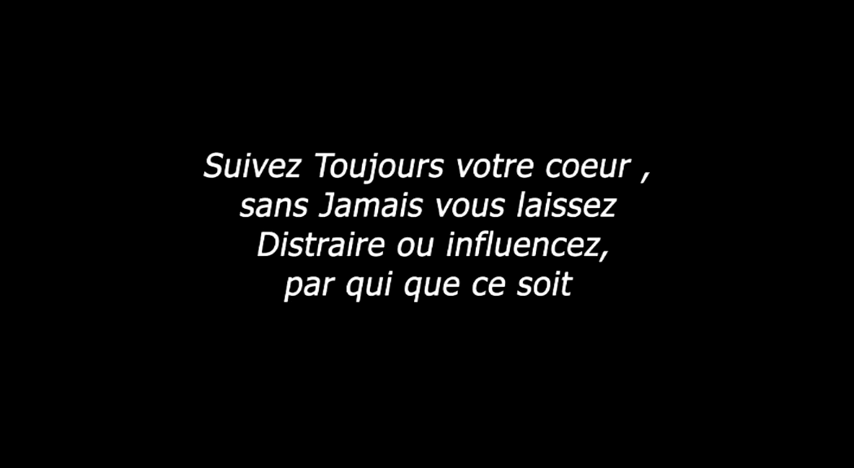 Suivez Toujours votre coeur ,
sans Jamais vous laissez
Distraire ou influencez,
par qui que ce soit